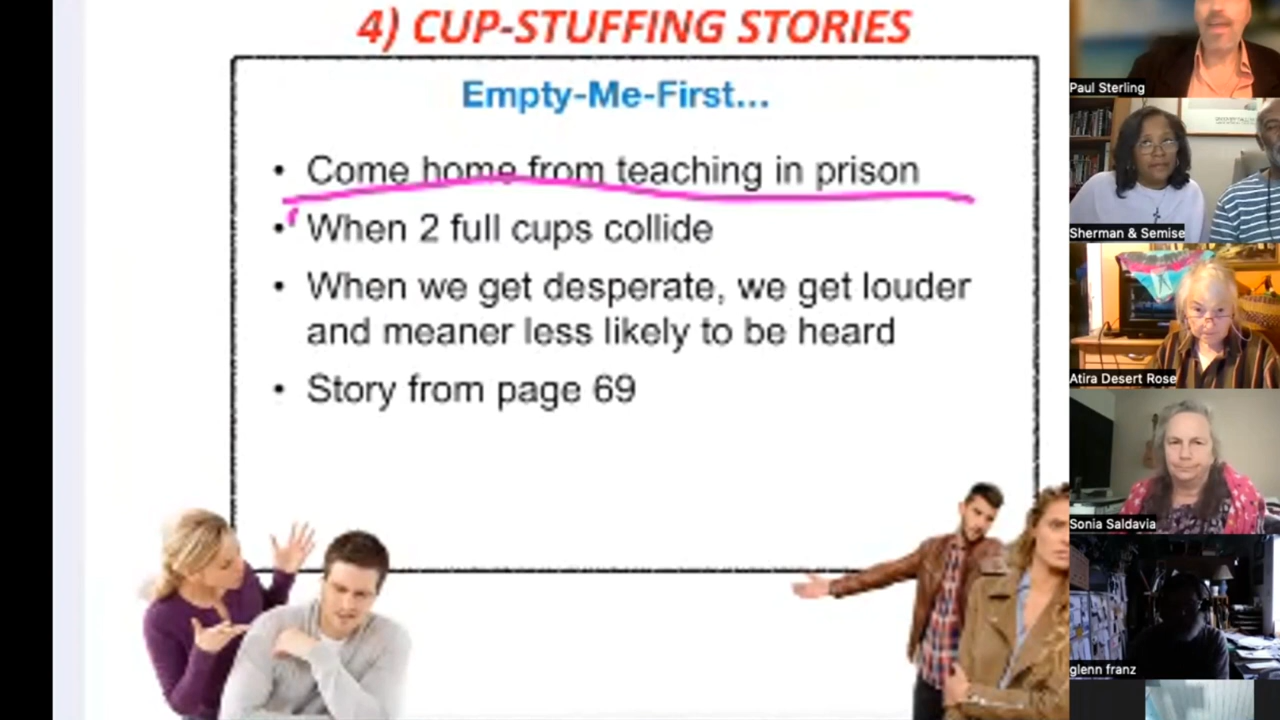 4) CUP-STUFFING STORIES
Empty-Me-First...
• Come home from teaching in prison
• When 2 full cups collide
• When we get desperate, we get louder
and meaner less likely to be heard
• Story from page 69
Paul Sterling
Sherman & Semise
Atira Desert Rose
Sonia Saldavia
glenn franz